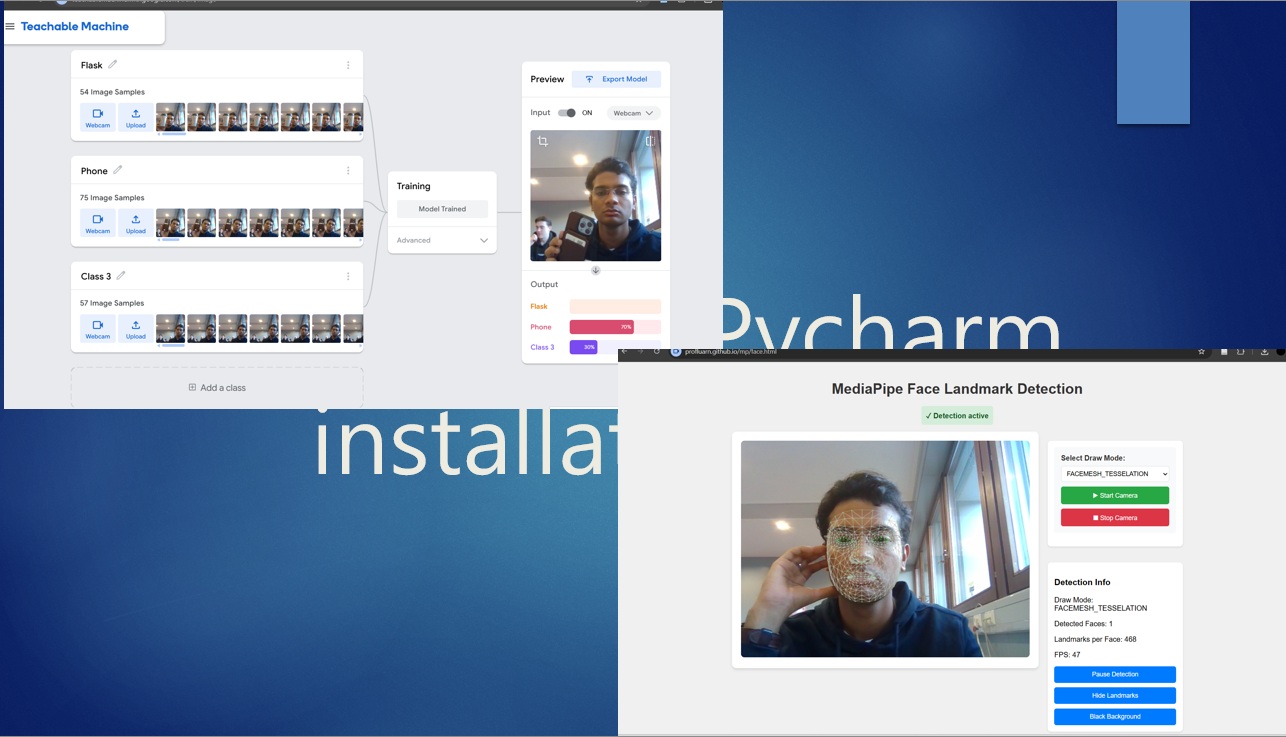 Teachable Machine
Flask
54 Image Samples
Webcam
Upload
Phone
75 Image Samples
Webcam
Upload
Class 3
57 Image Samples
Webcam
Upload
Add a class
Training
Model Trained
Advanced
Preview
Export Model
Input
ON
Webcam
Output
Flask
Phone
70%
Class 3
30%
Pycharm
installat
profluarn.github.io/mp/face.html
MediaPipe Face Landmark Detection
✓ Detection active
Select Draw Mode:
FACEMESH_TESSELATION
▶ Start Camera
■ Stop Camera
Detection Info
Draw Mode:
FACEMESH_TESSELATION
Detected Faces: 1
Landmarks per Face: 468
FPS: 47
Pause Detection
Hide Landmarks
Black Background